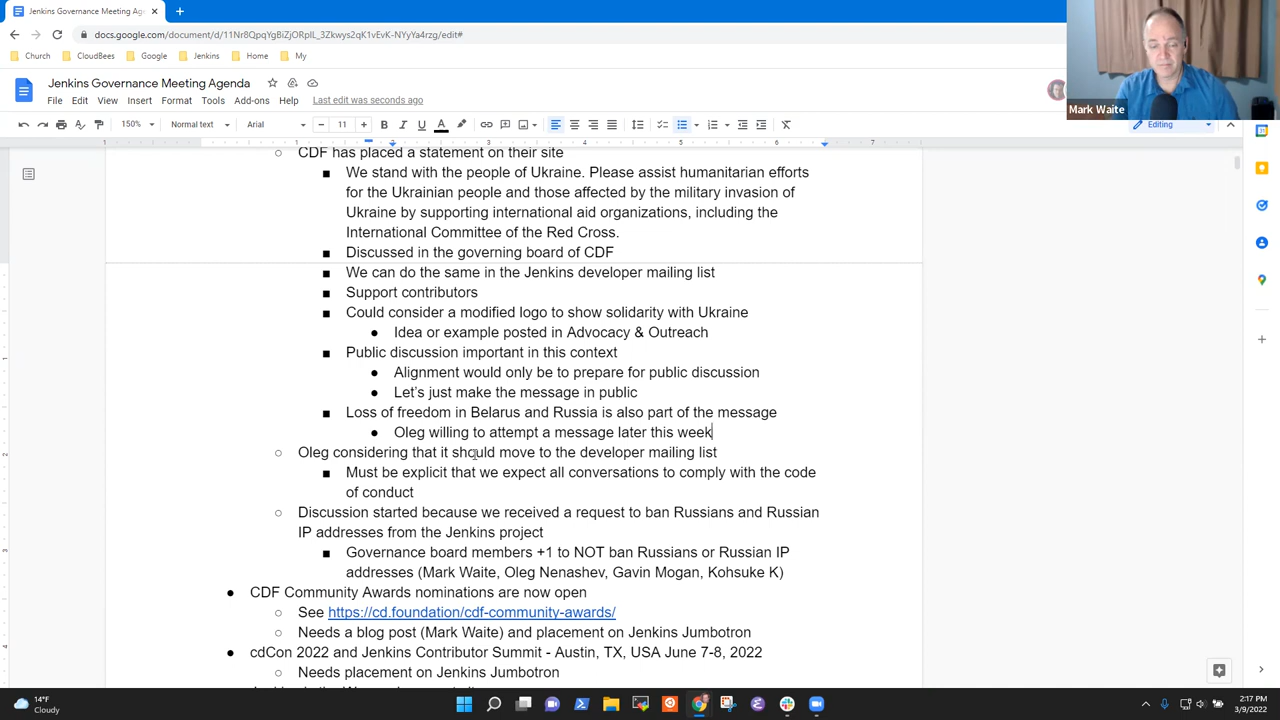 Jenkins Governance Meeting Age
docs.google.com/document/d/11Nr8QpqYgBiZjORpIL_3Zkwys2qK1vEvK-NYyYa4rzg/edit#
Church
CloudBees
Google
Jenkins
Home
My
Jenkins Governance Meeting Agenda
File Edit View Insert Format Tools Add-ons Help Last edit was seconds ago
Mark Waite
150% Normal text Arial 11 Editing
1 1 2 3 4 5 6 7
CDF has placed a statement on their site
We stand with the people of Ukraine. Please assist humanitarian efforts
for the Ukrainian people and those affected by the military invasion of
Ukraine by supporting international aid organizations, including the
International Committee of the Red Cross.
Discussed in the governing board of CDF
We can do the same in the Jenkins developer mailing list
Support contributors
Could consider a modified logo to show solidarity with Ukraine
Idea or example posted in Advocacy & Outreach
Public discussion important in this context
Alignment would only be to prepare for public discussion
Let's just make the message in public
Loss of freedom in Belarus and Russia is also part of the message
Oleg willing to attempt a message later this week
Oleg considering that it should move to the developer mailing list
Must be explicit that we expect all conversations to comply with the code
of conduct
Discussion started because we received a request to ban Russians and Russian
IP addresses from the Jenkins project
Governance board members +1 to NOT ban Russians or Russian IP
addresses (Mark Waite, Oleg Nenashev, Gavin Mogan, Kohsuke K)
CDF Community Awards nominations are now open
See https://cd.foundation/cdf-community-awards/
Needs a blog post (Mark Waite) and placement on Jenkins Jumbotron
cdCon 2022 and Jenkins Contributor Summit - Austin, TX, USA June 7-8, 2022
Needs placement on Jenkins Jumbotron
14°F
Cloudy
2:17 PM
3/9/2022